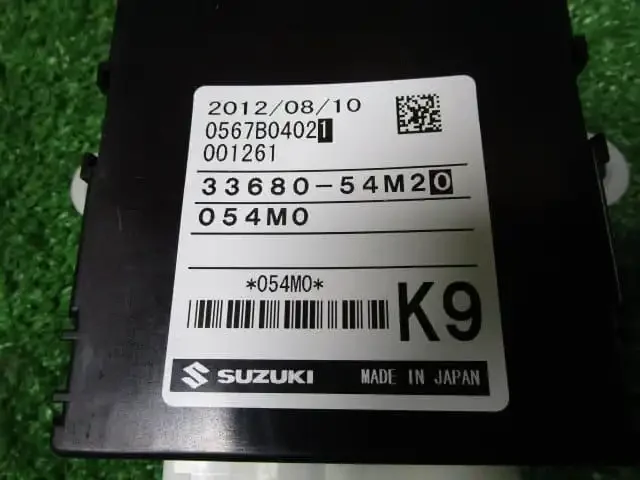 2012/08/10
0567B04021
001261
33680-54M20
054M0
*054M0*
K9
SUZUKI MADE IN JAPAN